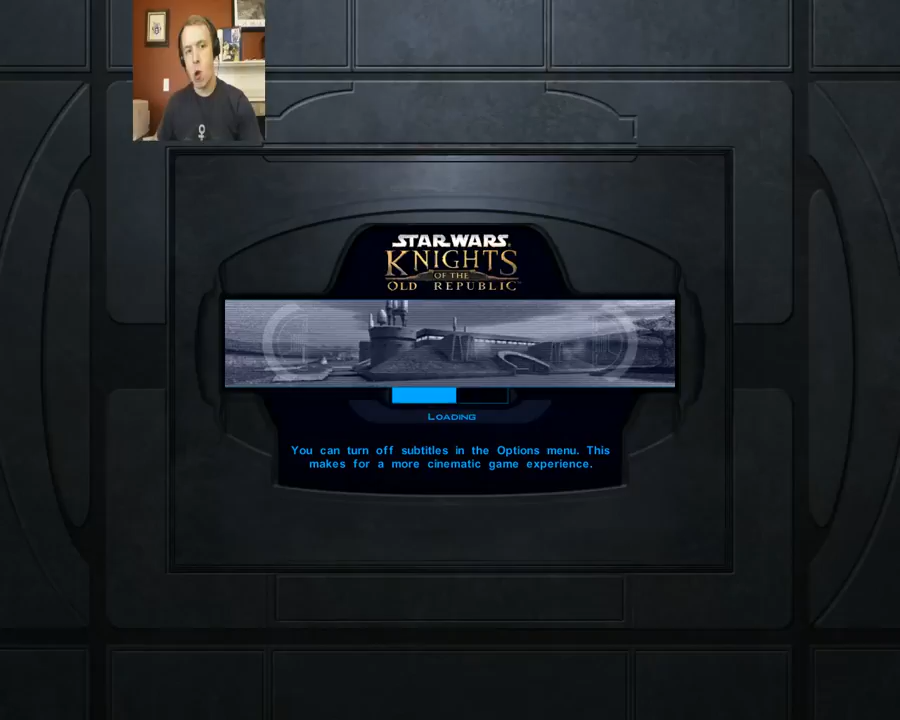 STAR WARS
KNIGHTS
OF THE
OLD REPUBLIC
LOADING
You can turn off subtitles in the Options menu. This
makes for a more cinematic game experience.